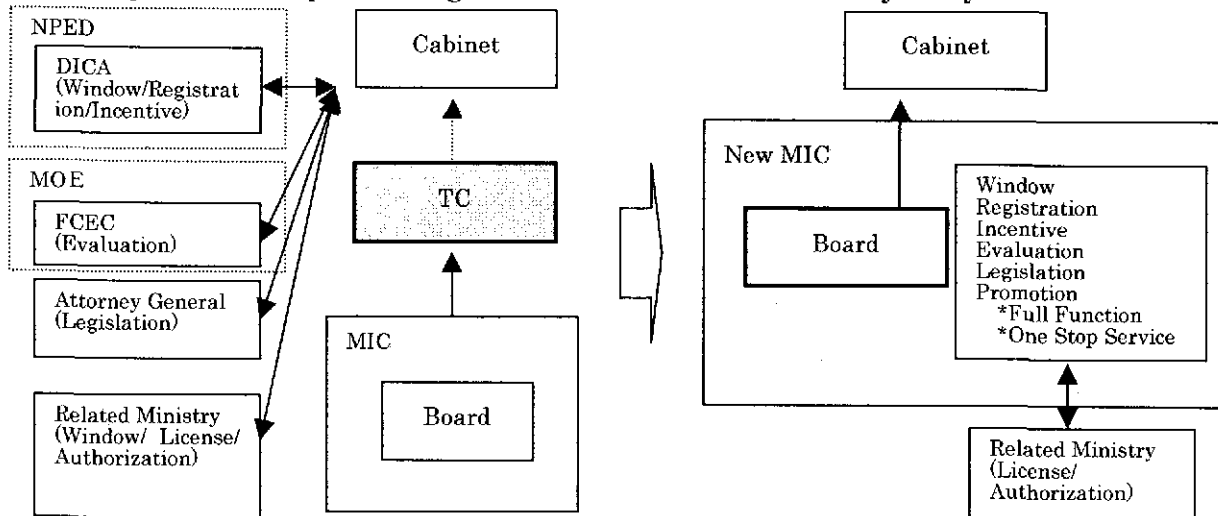 NPED
DICA
(Window/Registrat
ion/Incentive)
MOE
FCEC
(Evaluation)
Attorney General
(Legislation)
Related Ministry
(Window/ License/
Authorization)
Cabinet
TC
MIC
Board
Cabinet
New MIC
Board
Window
Registration
Incentive
Evaluation
Legislation
Promotion
*Full Function
*One Stop Service
Related Ministry
(License/
Authorization)